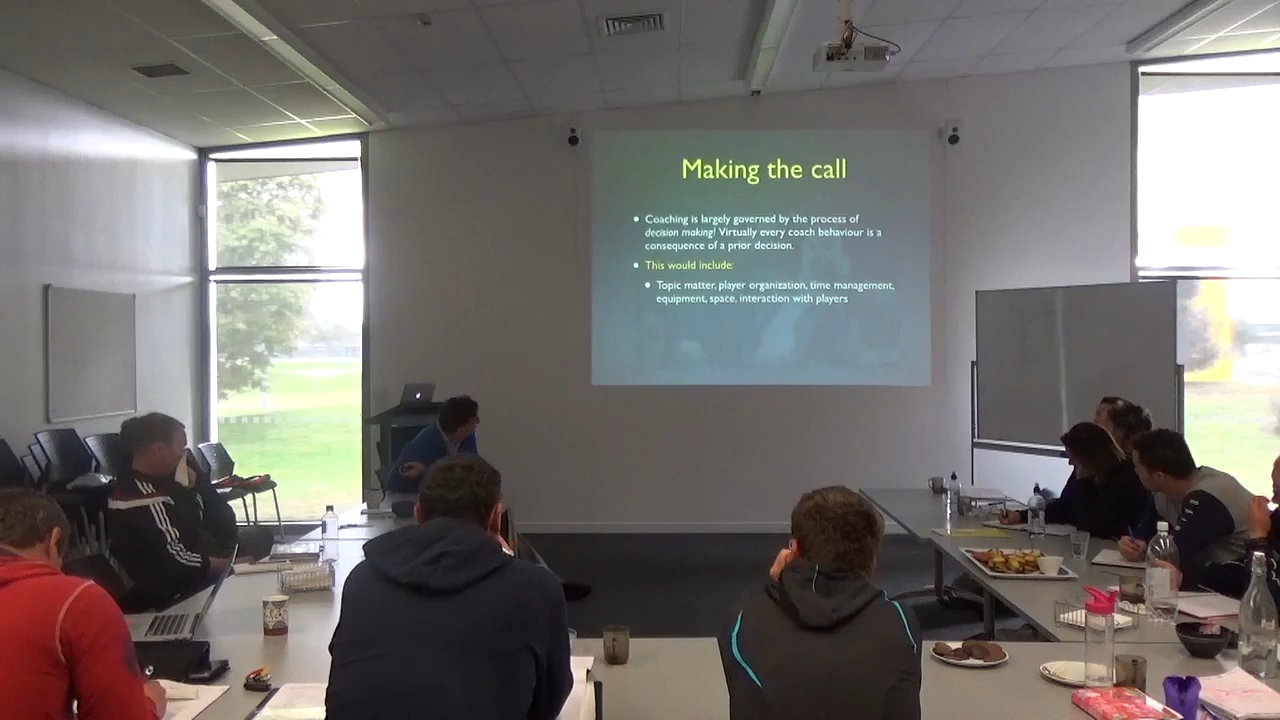 Making the call
• Coaching is largely governed by the process of
decision making! Virtually every coach behaviour is a
consequence of a prior decision.
• This would include:
• Topic matter, player organization, time management,
equipment, space, interaction with players